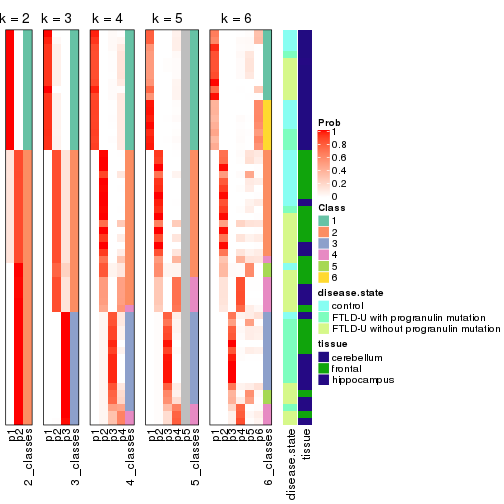 k = 2
k = 3
k = 4
k = 5
k = 6
p1
p2
2_classes
p1
p2
p3
3_classes
p1
p2
p3
p4
4_classes
p1
p2
p3
p4
p5
5_classes
p1
p2
p3
p4
p5
p6
6_classes
disease.state
tissue
Prob
1
0.8
0.6
0.4
0.2
0
Class
1
2
3
4
5
6
disease.state
control
FTLD-U with progranulin mutation
FTLD-U without progranulin mutation
tissue
cerebellum
frontal
hippocampus